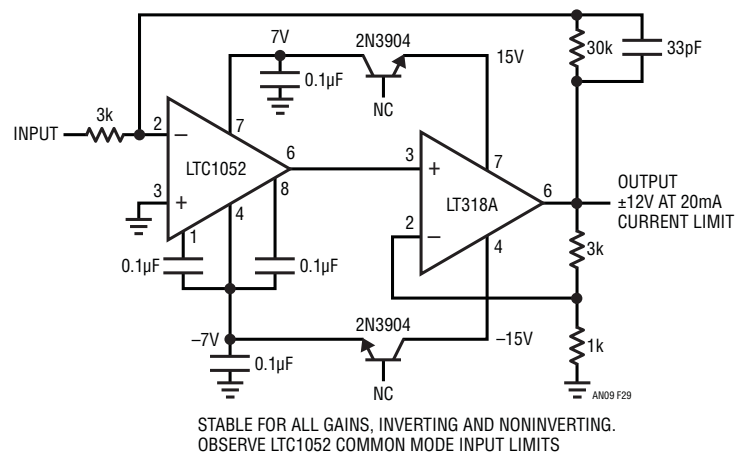 7V
2N3904
15V
30k
33pF
0.1µF
NC
3k
INPUT
2
–
7
LTC1052
6
3
+
7
3
+
LT318A
6
OUTPUT
±12V AT 20mA
CURRENT LIMIT
8
1
4
2
–
4
3k
0.1µF
0.1µF
–7V
2N3904
–15V
0.1µF
NC
1k
AN09 F29
STABLE FOR ALL GAINS, INVERTING AND NONINVERTING.
OBSERVE LTC1052 COMMON MODE INPUT LIMITS